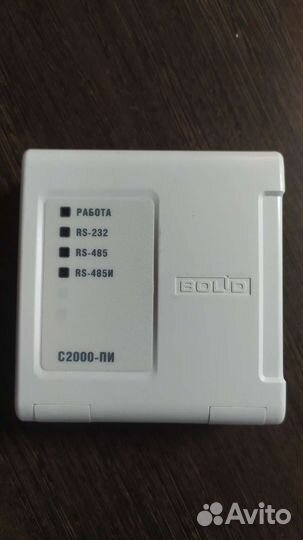 РАБОТА
RS-232
RS-485
RS-485И
BOLID
С2000-ПИ
Avito